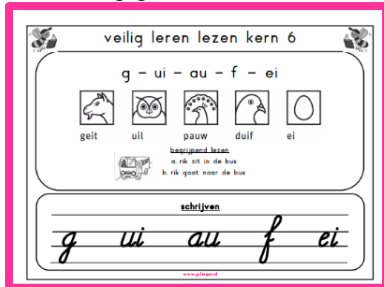 veilig leren lezen kern 6
g – ui – au – f – ei
geit uil pauw duif ei
begrijpend lezen
a. rik zit in de bus
b. rik gaat naar de bus
schrijven
g ui au f ei